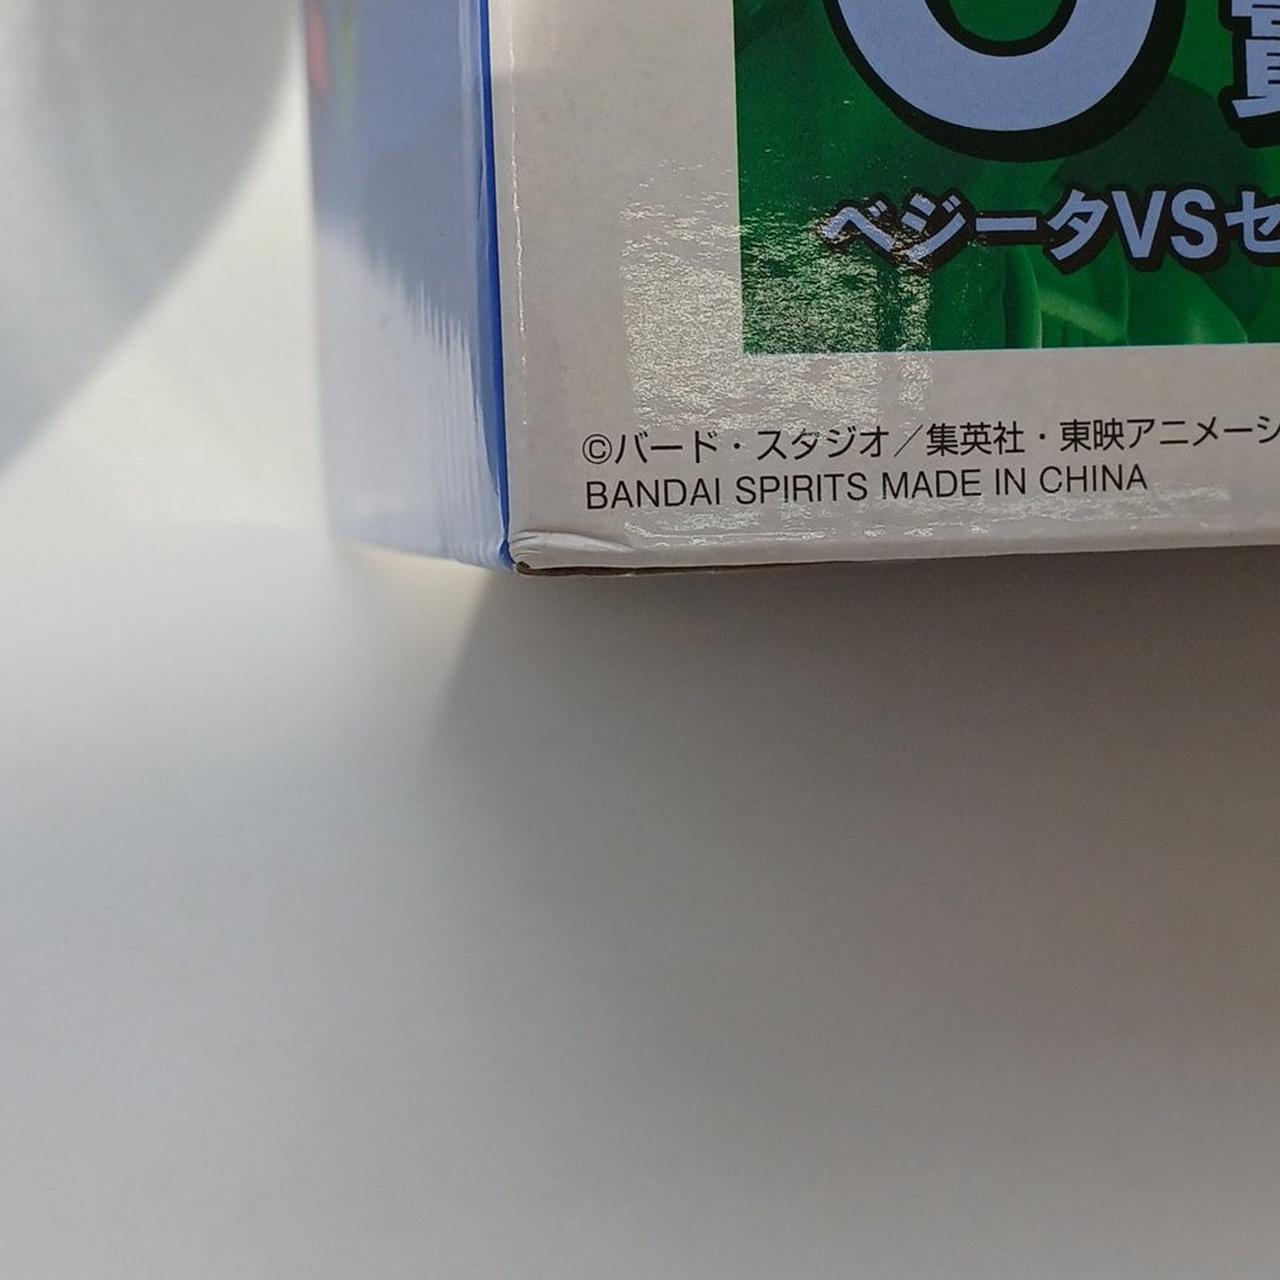 ベジータVSセ
©バード・スタジオ／集英社・東映アニメーシ
BANDAI SPIRITS MADE IN CHINA